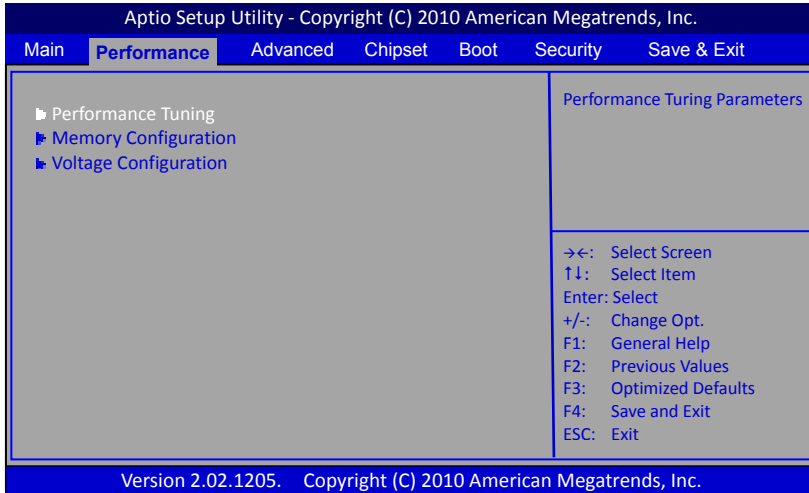 Aptio Setup Utility - Copyright (C) 2010 American Megatrends, Inc.
Main Performance Advanced Chipset Boot Security Save & Exit
Performance Tuning
Memory Configuration
Voltage Configuration
Performance Turing Parameters
→←: Select Screen
↑↓: Select Item
Enter: Select
+/-: Change Opt.
F1: General Help
F2: Previous Values
F3: Optimized Defaults
F4: Save and Exit
ESC: Exit
Version 2.02.1205. Copyright (C) 2010 American Megatrends, Inc.